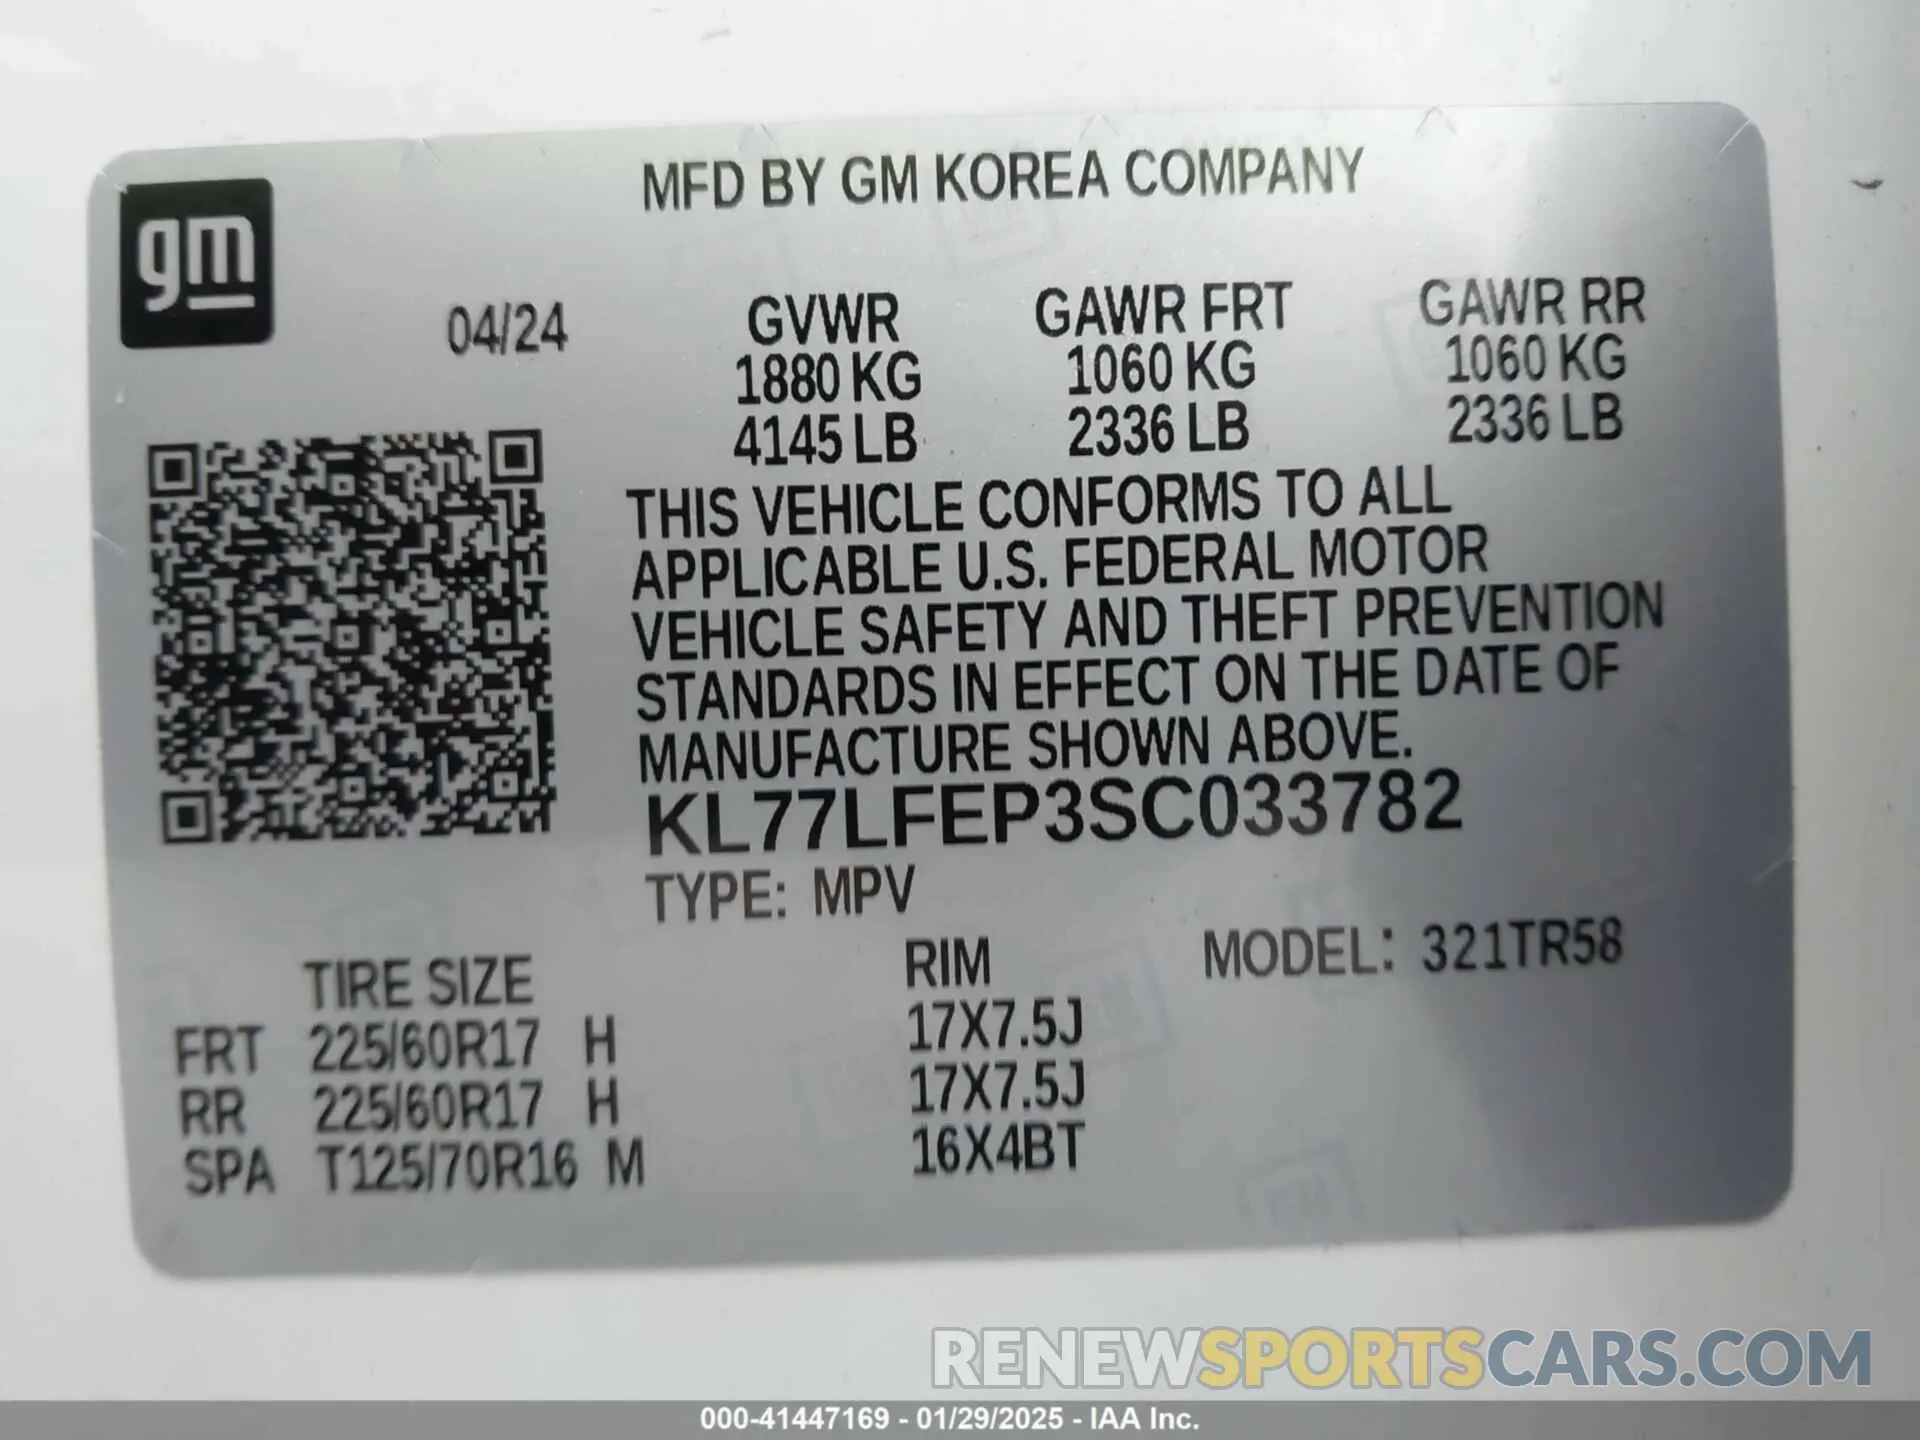 gm
MFD BY GM KOREA COMPANY
04/24
GVWR GAWR FRT GAWR RR
1880 KG 1060 KG 1060 KG
4145 LB 2336 LB 2336 LB
THIS VEHICLE CONFORMS TO ALL
APPLICABLE U.S. FEDERAL MOTOR
VEHICLE SAFETY AND THEFT PREVENTION
STANDARDS IN EFFECT ON THE DATE OF
MANUFACTURE SHOWN ABOVE.
KL77LFEP3SC033782
TYPE: MPV
TIRE SIZE RIM MODEL: 321TR58
FRT 225/60R17 H 17X7.5J
RR 225/60R17 H 17X7.5J
SPA T125/70R16 M 16X4BT
RENEWSPORTSCARS.COM
000-41447169 - 01/29/2025 - IAA Inc.